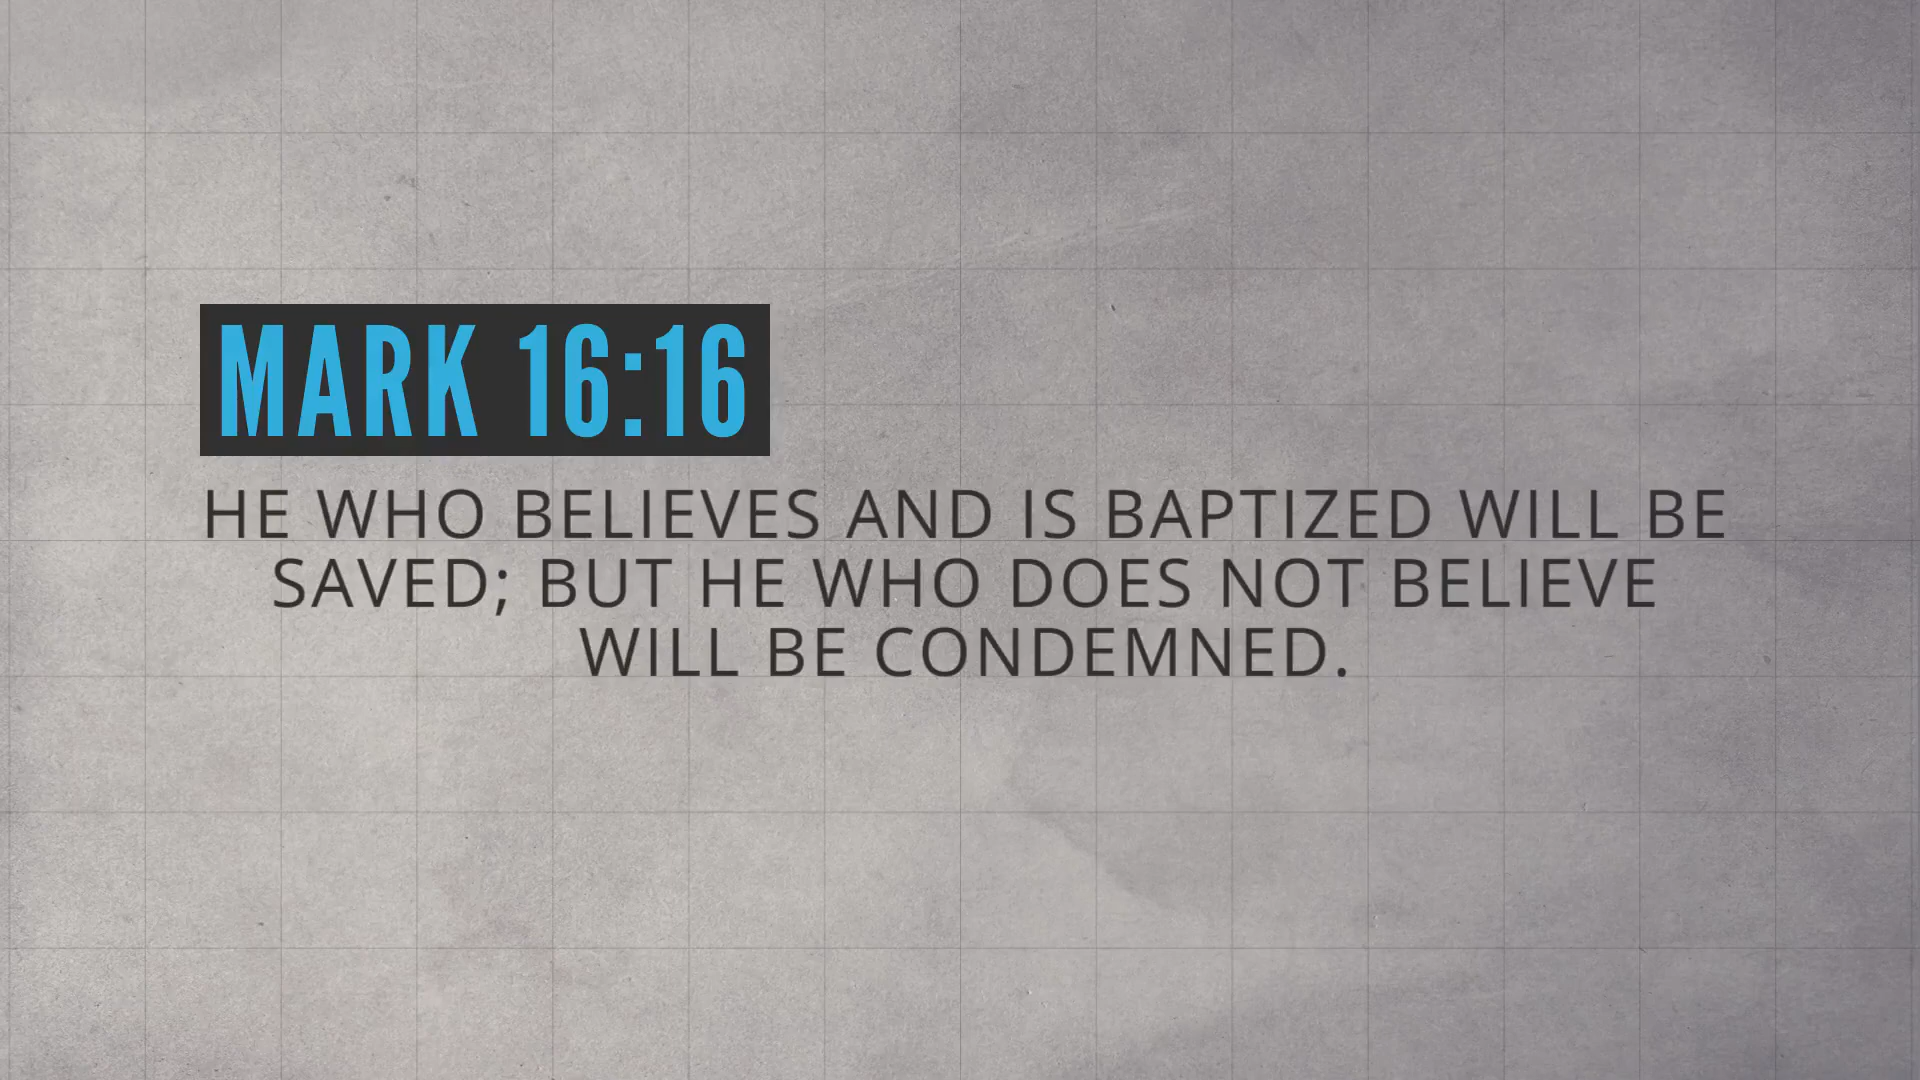 MARK 16:16
HE WHO BELIEVES AND IS BAPTIZED WILL BE
SAVED; BUT HE WHO DOES NOT BELIEVE
WILL BE CONDEMNED.